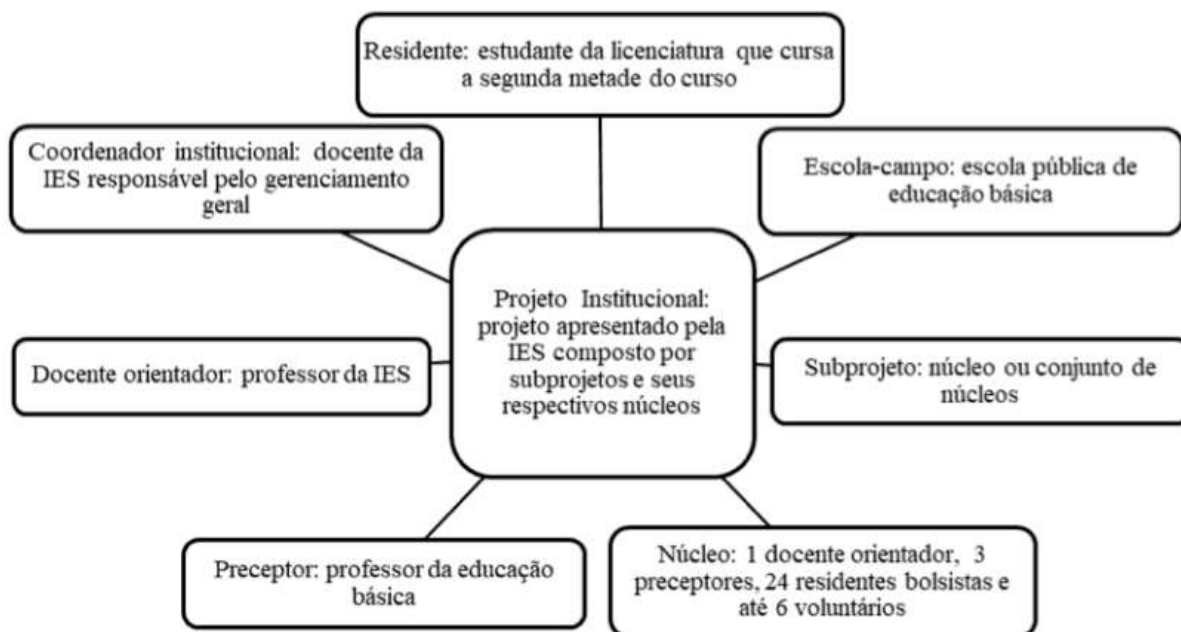 Residente: estudante da licenciatura que cursa
a segunda metade do curso
Coordenador institucional: docente da
IES responsável pelo gerenciamento
geral
Escola-campo: escola pública de
educação básica
Projeto Institucional:
projeto apresentado pela
IES composto por
subprojetos e seus
respectivos núcleos
Docente orientador: professor da IES
Subprojeto: núcleo ou conjunto de
núcleos
Preceptor: professor da educação
básica
Núcleo: 1 docente orientador, 3
preceptores, 24 residentes bolsistas e
até 6 voluntários